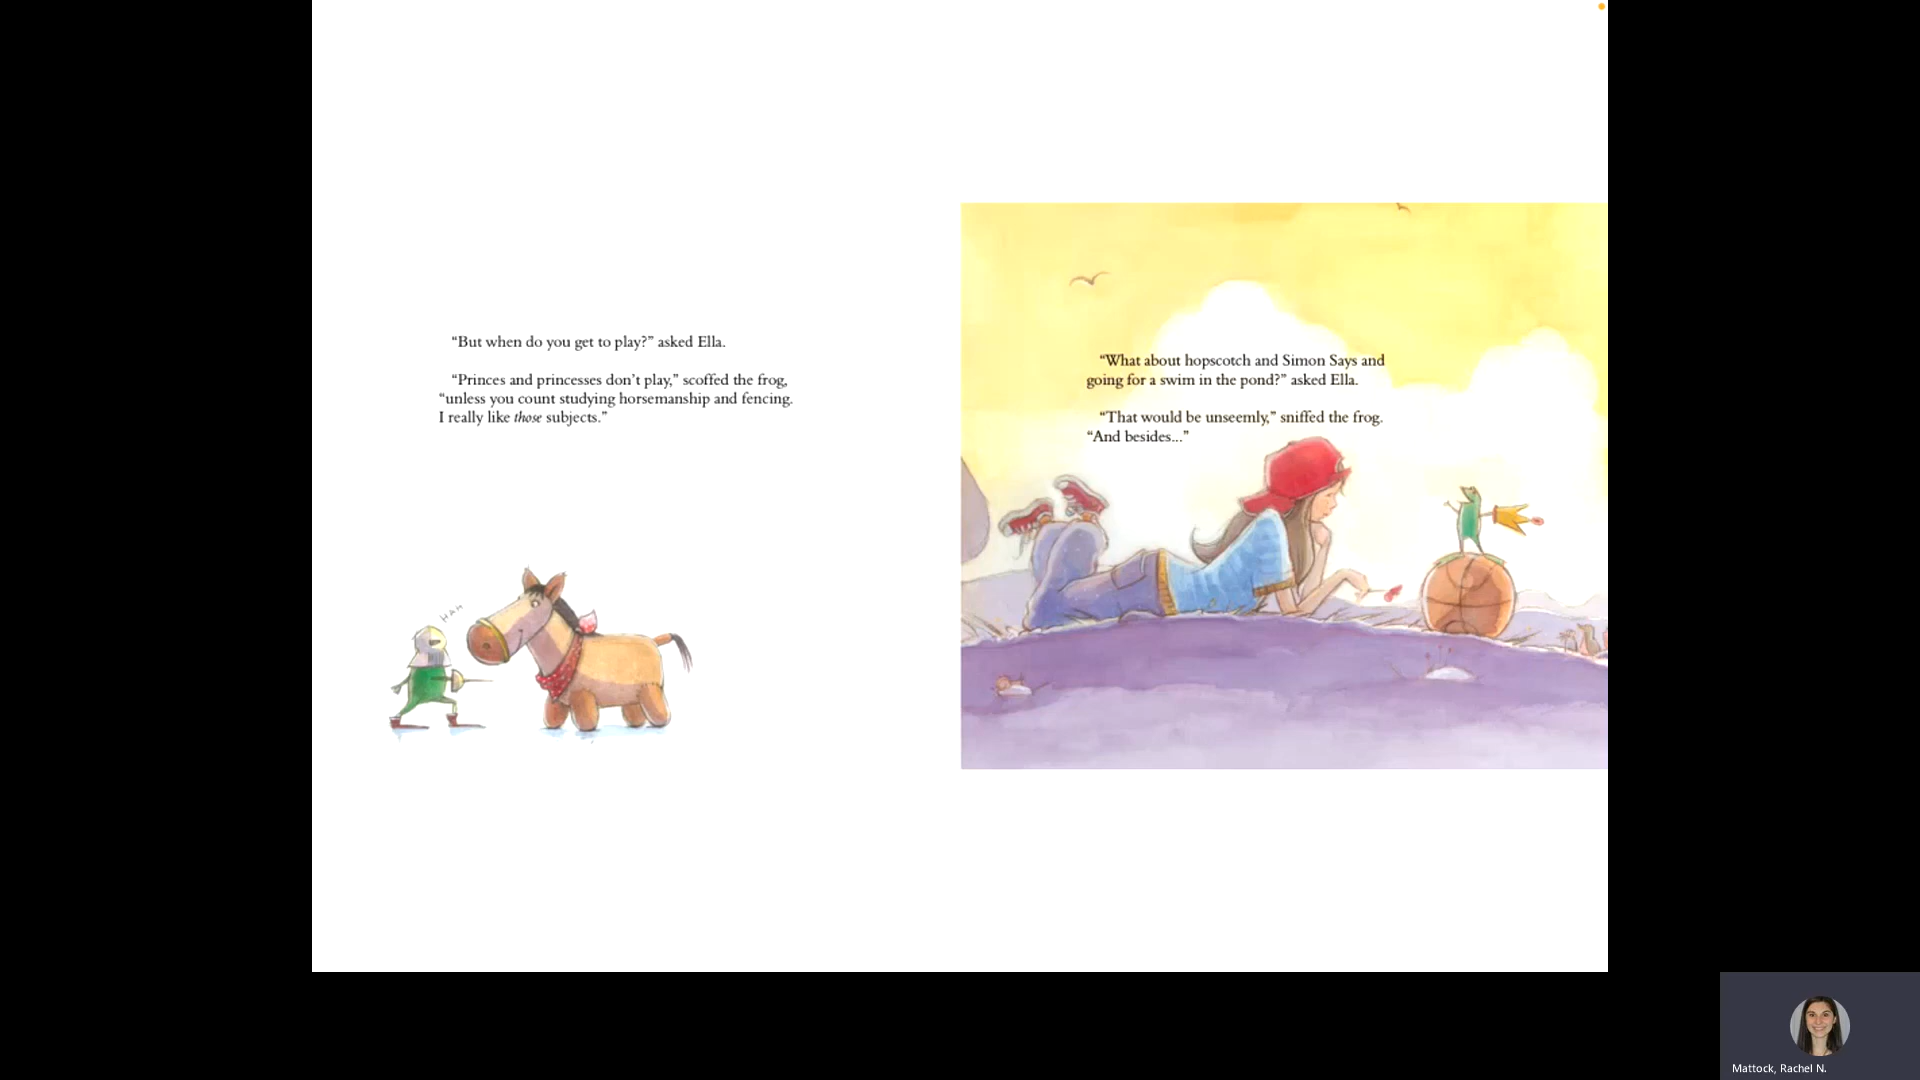 “But when do you get to play?” asked Ella.
“Princes and princesses don’t play,” scoffed the frog,
“unless you count studying horsemanship and fencing.
I really like those subjects.”
HAH
“What about hopscotch and Simon Says and
going for a swim in the pond?” asked Ella.
“That would be unseemly,” sniffed the frog.
“And besides...”
Mattock, Rachel N.